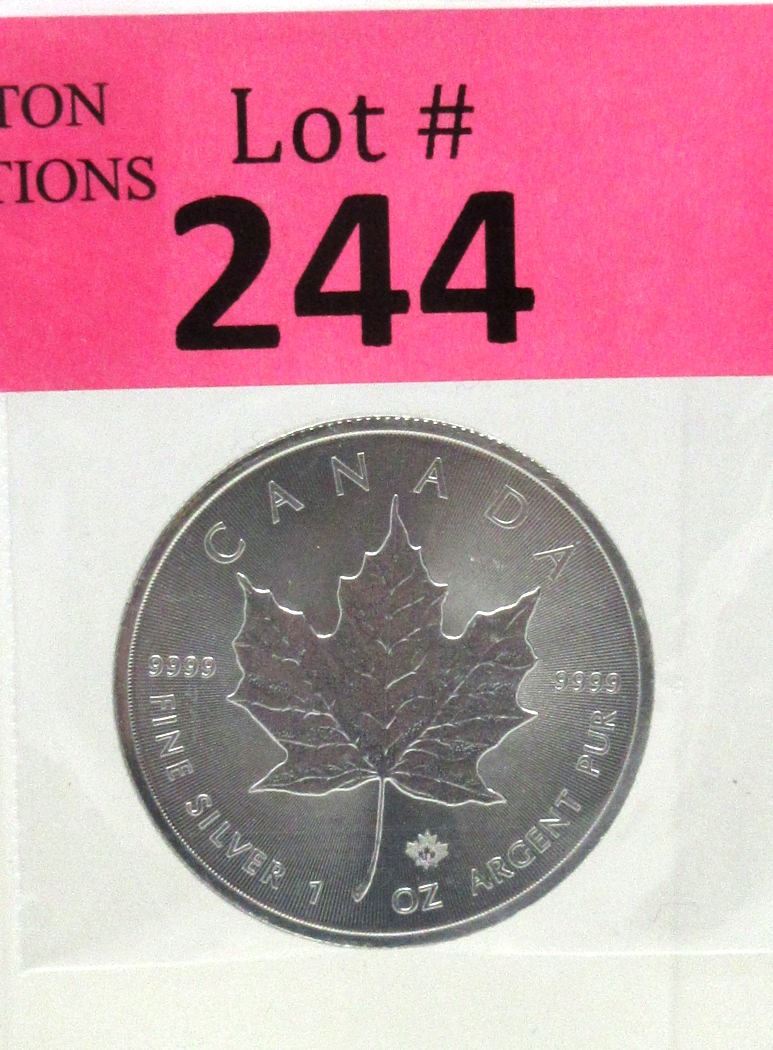 TON
TIONS
Lot #
244
CANADA
9999
9999
FINE SILVER 1 OZ ARGENT PUR